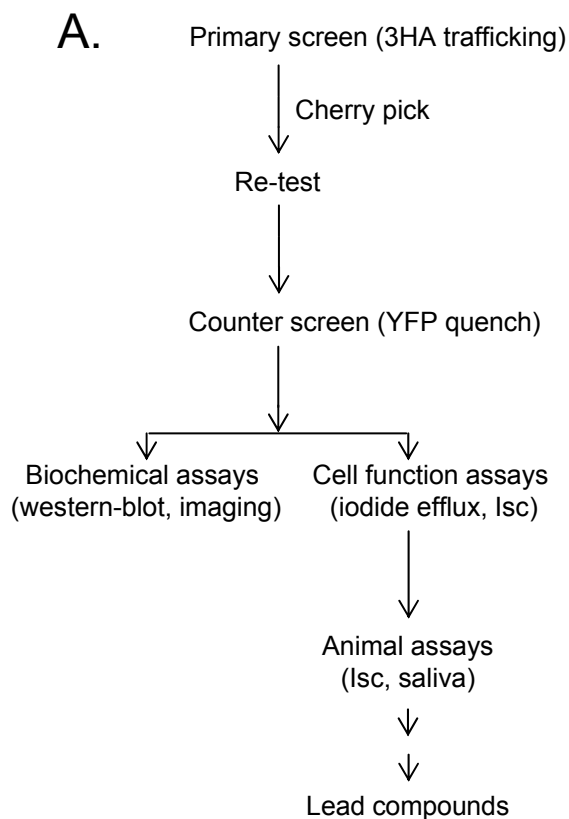 A.
Primary screen (3HA trafficking)
Cherry pick
Re-test
Counter screen (YFP quench)
Biochemical assays
(western-blot, imaging)
Cell function assays
(iodide efflux, Isc)
Animal assays
(Isc, saliva)
Lead compounds